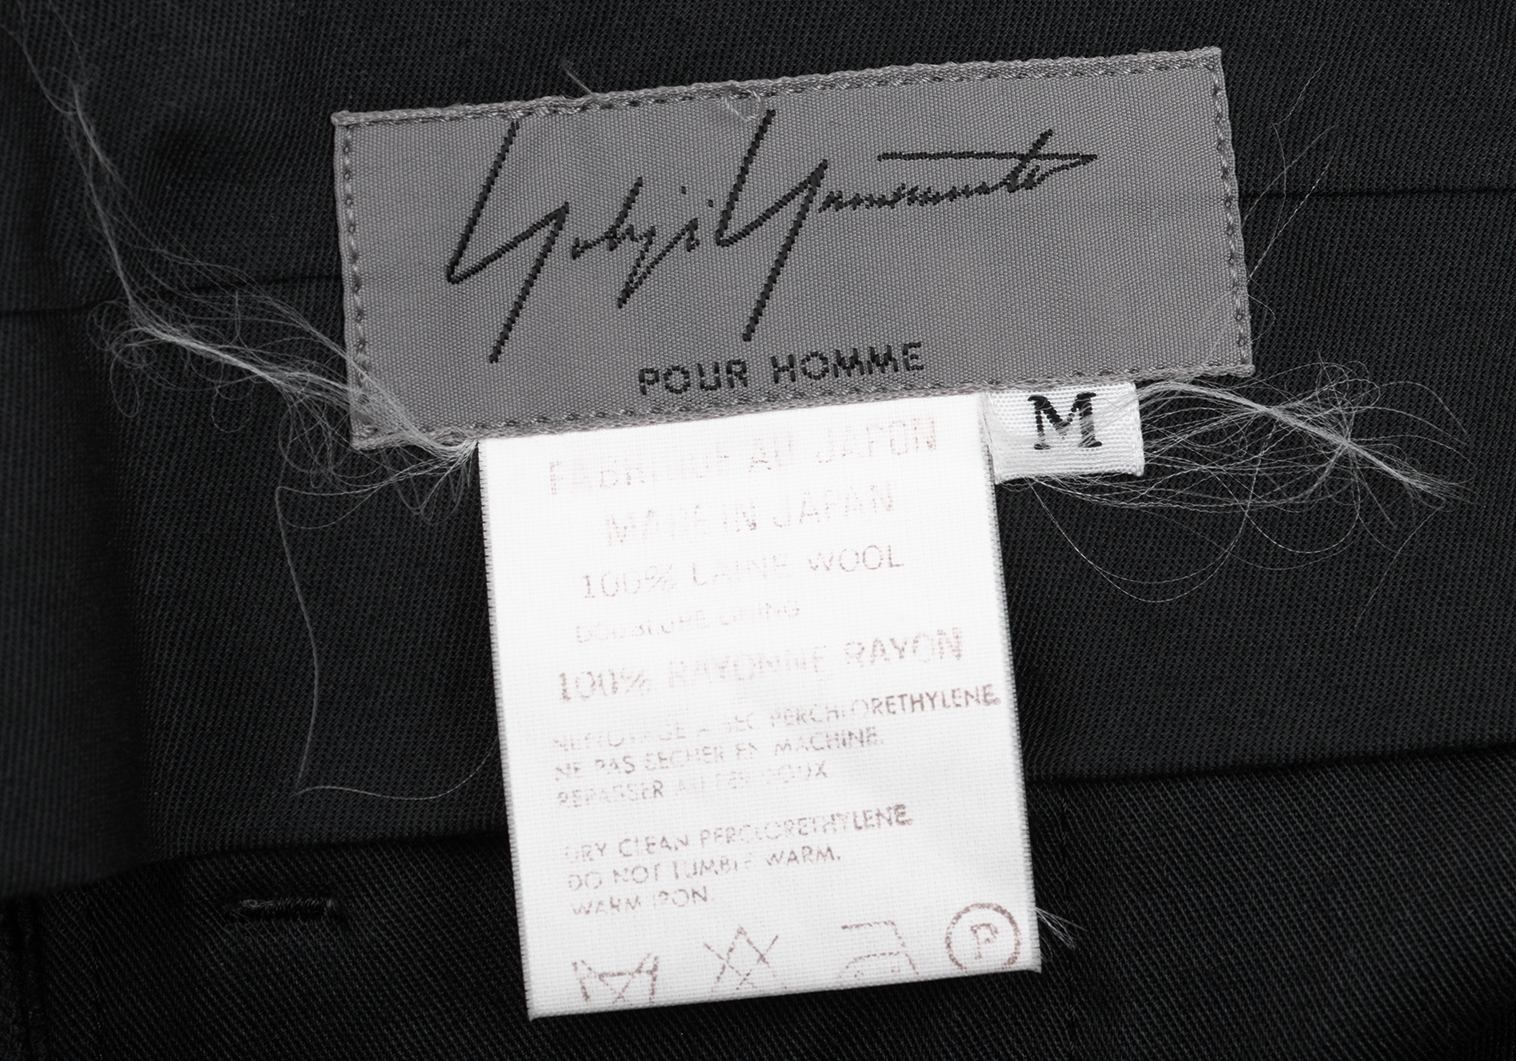 Yohji Yamamoto
POUR HOMME
M
FABRIQUE AU JAPON
MADE IN JAPAN
100% LAINE WOOL
DOUBLURE LINING
100% RAYONNE RAYON
NETTOYAGE A SEC PERCHLORETHYLENE.
NE PAS SECHER EN MACHINE.
REPASSER AU FER DOUX
DRY CLEAN PERCLORETHYLENE.
DO NOT TUMBLE WARM.
WARM IRON.
P